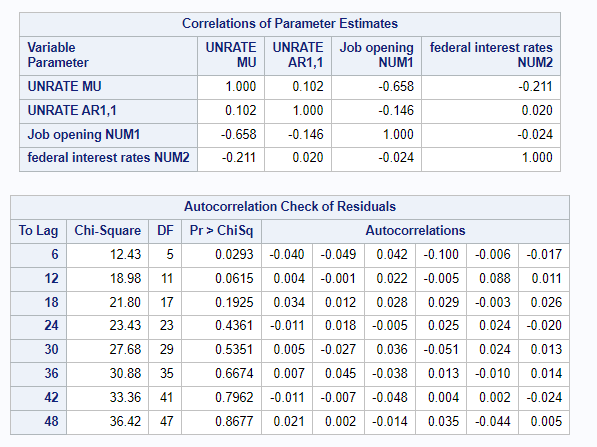 Correlations of Parameter Estimates
Variable Parameter UNRATE MU UNRATE AR1,1 Job opening NUM1 federal interest rates NUM2
UNRATE MU 1.000 0.102 -0.658 -0.211
UNRATE AR1,1 0.102 1.000 -0.146 0.020
Job opening NUM1 -0.658 -0.146 1.000 -0.024
federal interest rates NUM2 -0.211 0.020 -0.024 1.000
Autocorrelation Check of Residuals
To Lag Chi-Square DF Pr > ChiSq Autocorrelations
6 12.43 5 0.0293 -0.040 -0.049 0.042 -0.100 -0.006 -0.017
12 18.98 11 0.0615 0.004 -0.001 0.022 -0.005 0.088 0.011
18 21.80 17 0.1925 0.034 0.012 0.028 0.029 -0.003 0.026
24 23.43 23 0.4361 -0.011 0.018 -0.005 0.025 0.024 -0.020
30 27.68 29 0.5351 0.005 -0.027 0.036 -0.051 0.024 0.013
36 30.88 35 0.6674 0.007 0.045 -0.038 0.013 -0.010 0.014
42 33.36 41 0.7962 -0.011 -0.007 -0.048 0.004 0.002 -0.024
48 36.42 47 0.8677 0.021 0.002 -0.014 0.035 -0.044 0.005